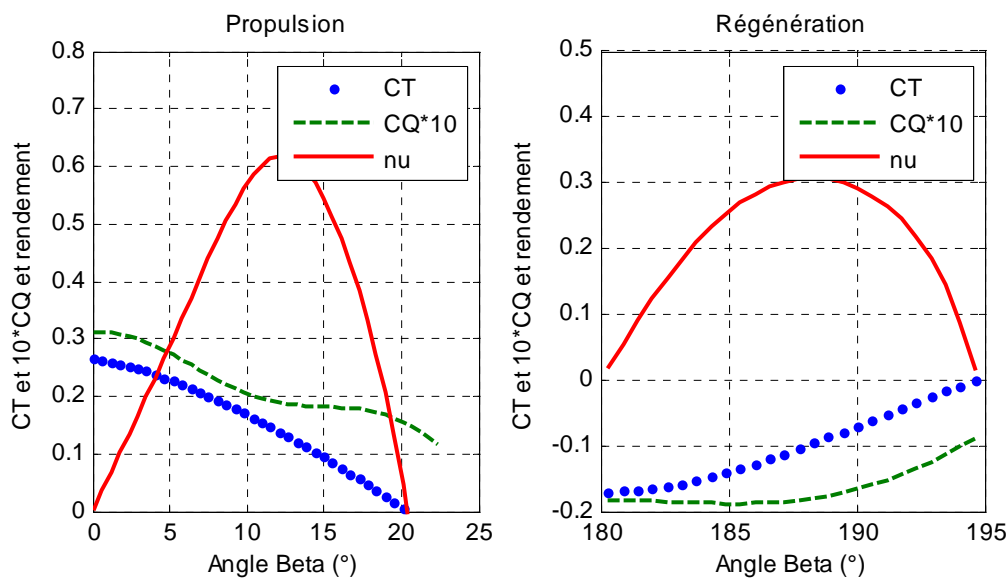 Propulsion
CT et 10*CQ et rendement
0.8
0.7
0.6
0.5
0.4
0.3
0.2
0.1
0
CT
CQ*10
nu
0 5 10 15 20 25
Angle Beta (°)
Régénération
CT et 10*CQ et rendement
0.5
0.4
0.3
0.2
0.1
0
-0.1
-0.2
CT
CQ*10
nu
180 185 190 195
Angle Beta (°)